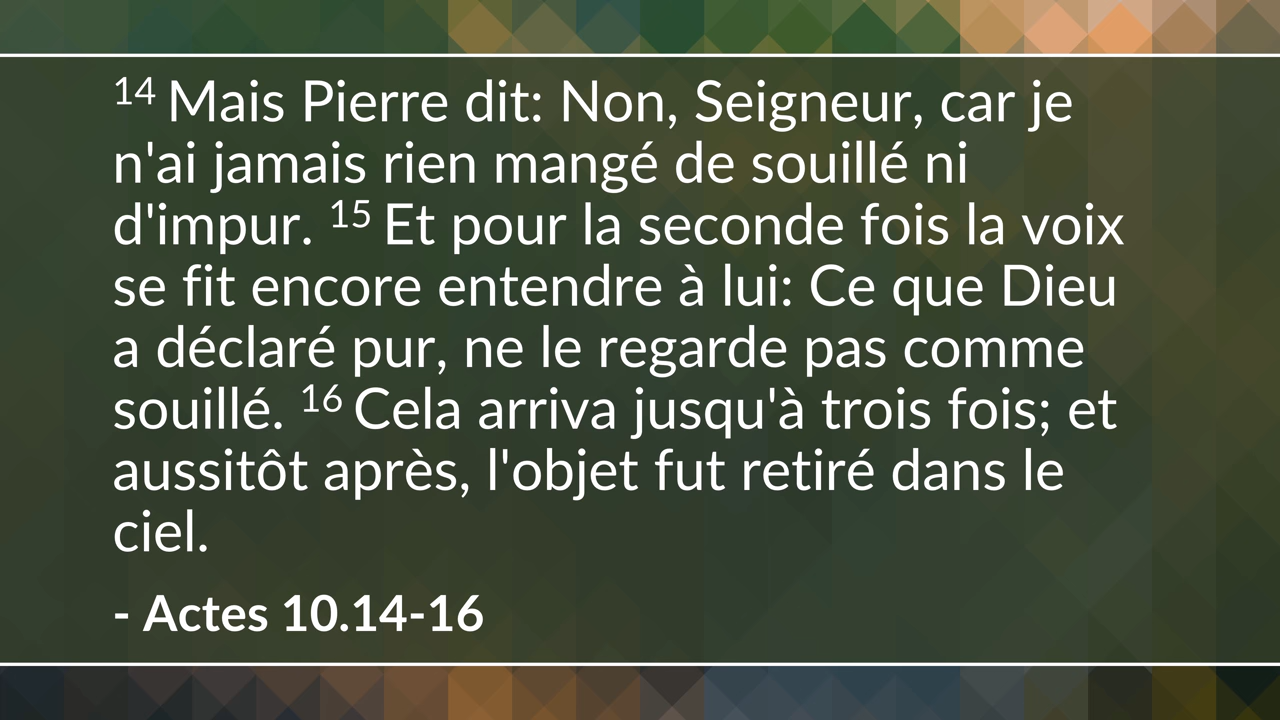 14 Mais Pierre dit: Non, Seigneur, car je
n'ai jamais rien mangé de souillé ni
d'impur. 15 Et pour la seconde fois la voix
se fit encore entendre à lui: Ce que Dieu
a déclaré pur, ne le regarde pas comme
souillé. 16 Cela arriva jusqu'à trois fois; et
aussitôt après, l'objet fut retiré dans le
ciel.
- Actes 10.14-16